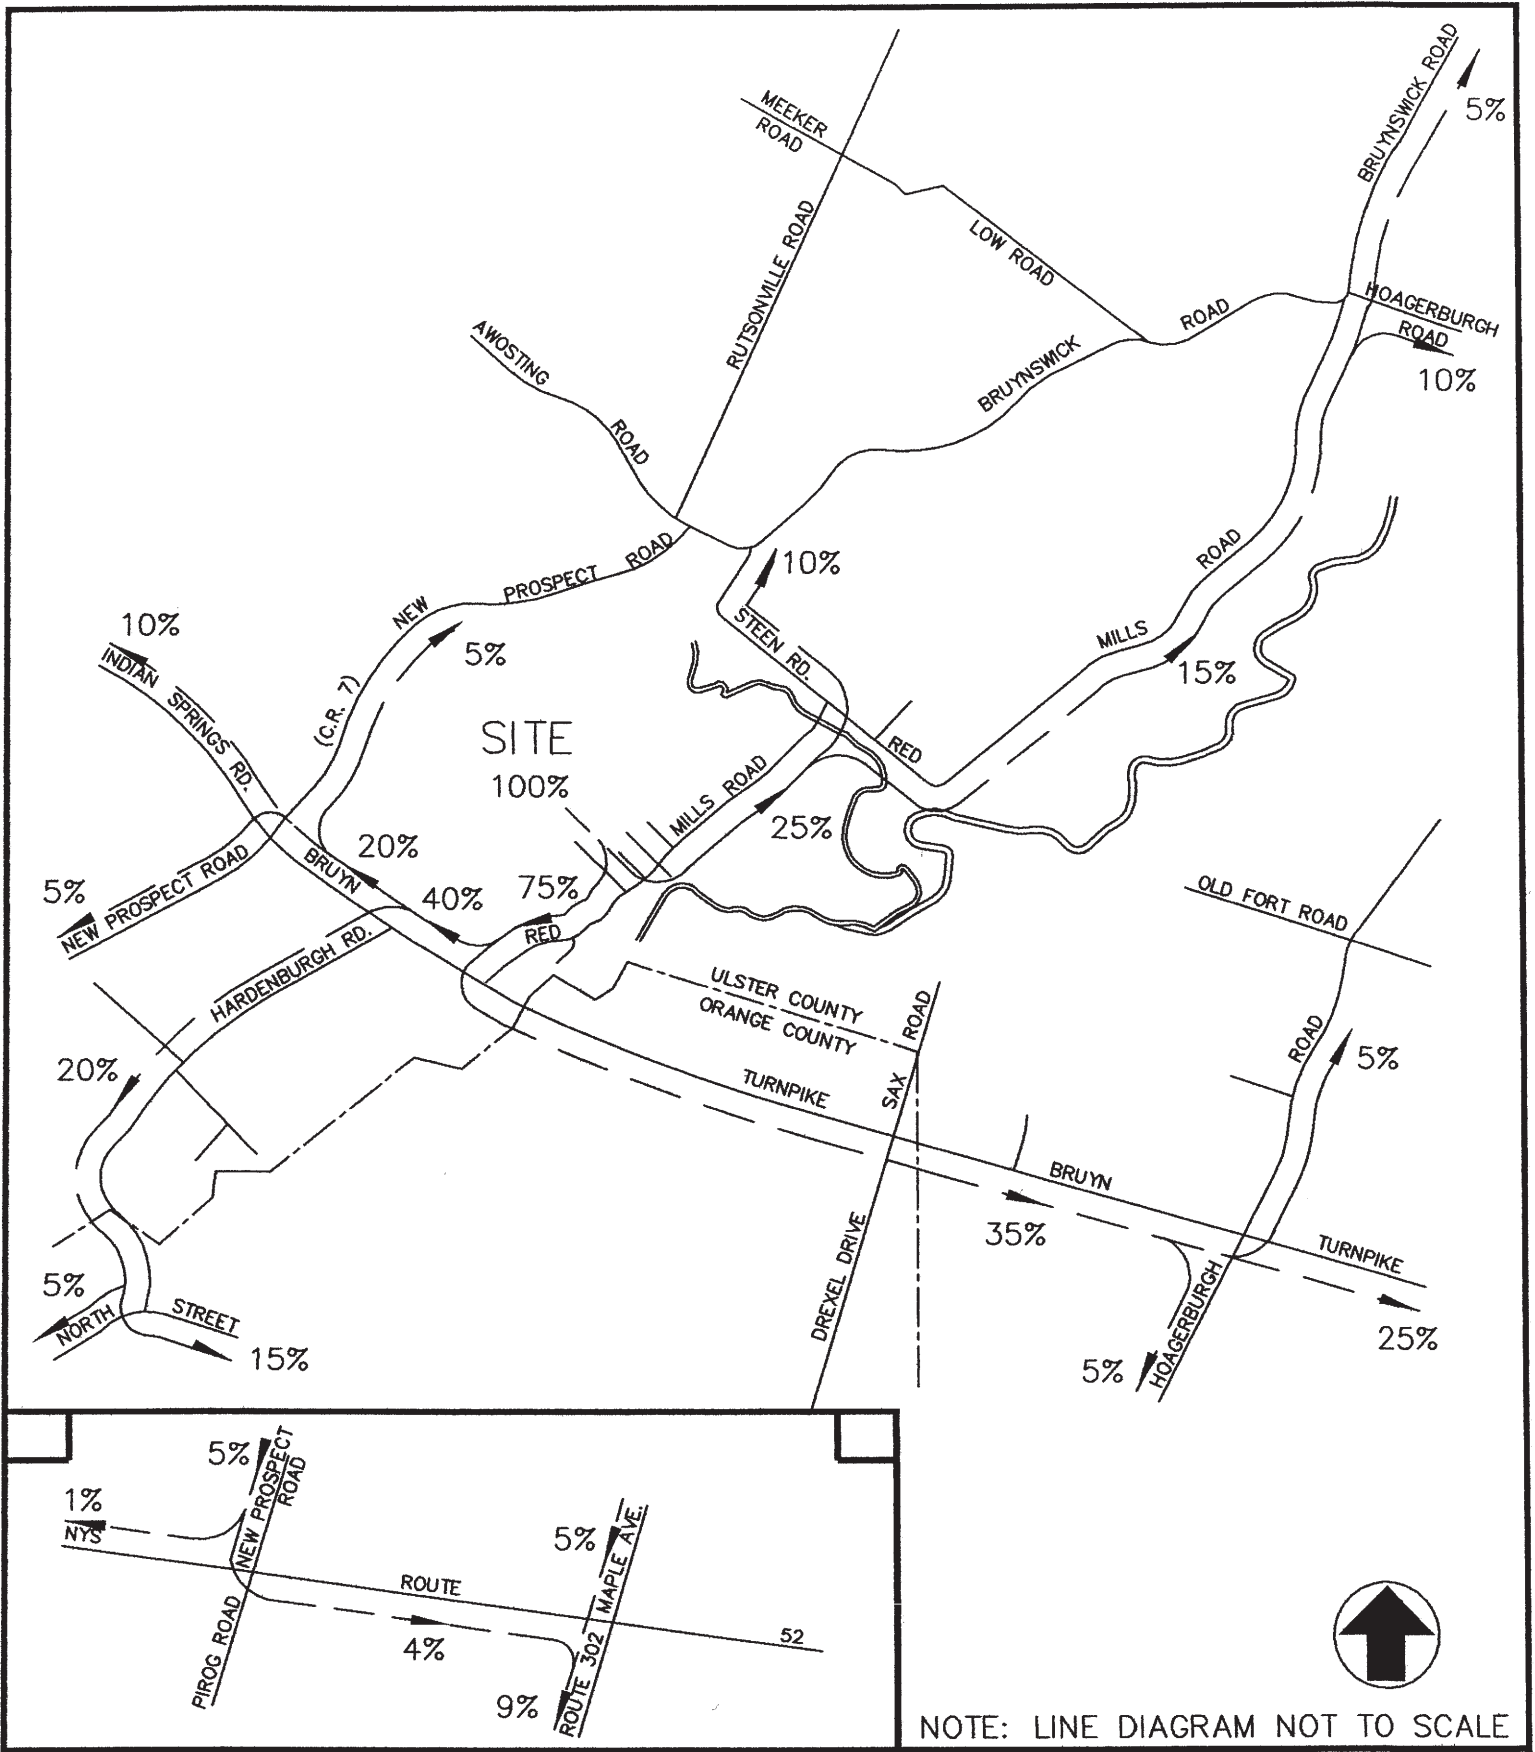 BRUYNSWICK ROAD
5%
MEEKER
ROAD
RUTSONVILLE ROAD
LOW ROAD
HOAGERBURGH
ROAD
10%
BRUYNSWICK
ROAD
AWOSTING
ROAD
ROAD
PROSPECT
NEW
(C.R. 7)
5%
10%
STEEN RD.
ROAD
MILLS
15%
10%
INDIAN SPRINGS RD.
SITE
100%
MILLS ROAD
RED
25%
20%
BRUYN
40%
75%
RED
5%
NEW PROSPECT ROAD
HARDENBURGH RD.
20%
ULSTER COUNTY
ORANGE COUNTY
ROAD
SAX
TURNPIKE
OLD FORT ROAD
ROAD
5%
BRUYN
35%
TURNPIKE
25%
DREXEL DRIVE
HOAGERBURGH
5%
5%
NORTH
STREET
15%
5%
NEW PROSPECT
ROAD
1%
NYS
ROUTE
5%
MAPLE AVE.
PIROG ROAD
4%
ROUTE 302
52
9%
NOTE: LINE DIAGRAM NOT TO SCALE